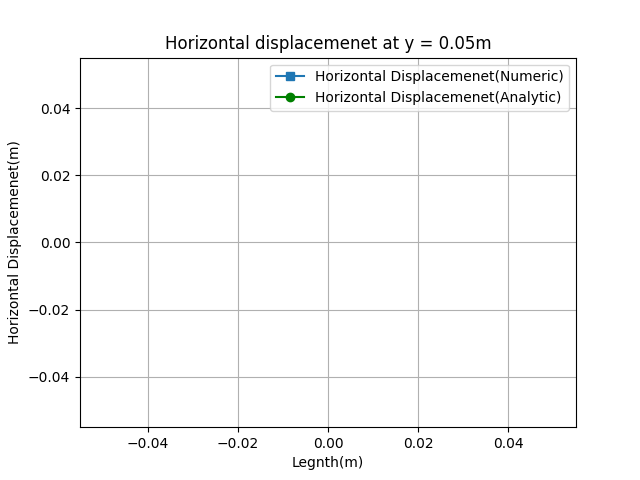 Horizontal displacemenet at y = 0.05m
Horizontal Displacemenet(Numeric)
Horizontal Displacemenet(Analytic)
Horizontal Displacemenet(m)
0.04
0.02
0.00
−0.02
−0.04
−0.04
−0.02
0.00
0.02
0.04
Legnth(m)